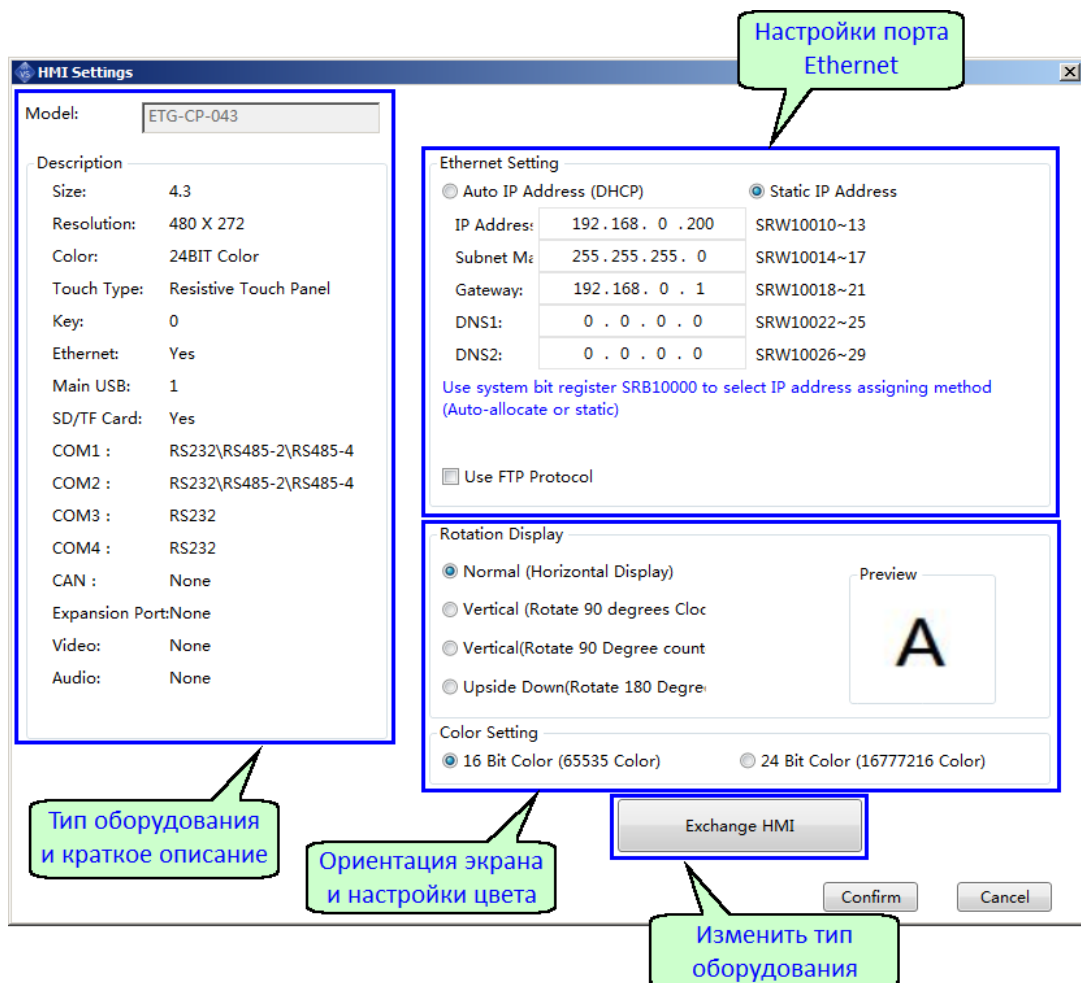 Настройки порта
Ethernet
HMI Settings
Model: ETG-CP-043
Description
Size: 4.3
Resolution: 480 X 272
Color: 24BIT Color
Touch Type: Resistive Touch Panel
Key: 0
Ethernet: Yes
Main USB: 1
SD/TF Card: Yes
COM1 : RS232\RS485-2\RS485-4
COM2 : RS232\RS485-2\RS485-4
COM3 : RS232
COM4 : RS232
CAN : None
Expansion Port:None
Video: None
Audio: None
Ethernet Setting
Auto IP Address (DHCP) Static IP Address
IP Address 192.168. 0 .200 SRW10010~13
Subnet Ma 255.255.255. 0 SRW10014~17
Gateway: 192.168. 0 . 1 SRW10018~21
DNS1: 0 . 0 . 0 . 0 SRW10022~25
DNS2: 0 . 0 . 0 . 0 SRW10026~29
Use system bit register SRB10000 to select IP address assigning method
(Auto-allocate or static)
Use FTP Protocol
Rotation Display
Normal (Horizontal Display)
Vertical (Rotate 90 degrees Cloc
Vertical(Rotate 90 Degree count
Upside Down(Rotate 180 Degre
Preview
A
Color Setting
16 Bit Color (65535 Color) 24 Bit Color (16777216 Color)
Exchange HMI
Confirm Cancel
Тип оборудования
и краткое описание
Ориентация экрана
и настройки цвета
Изменить тип
оборудования